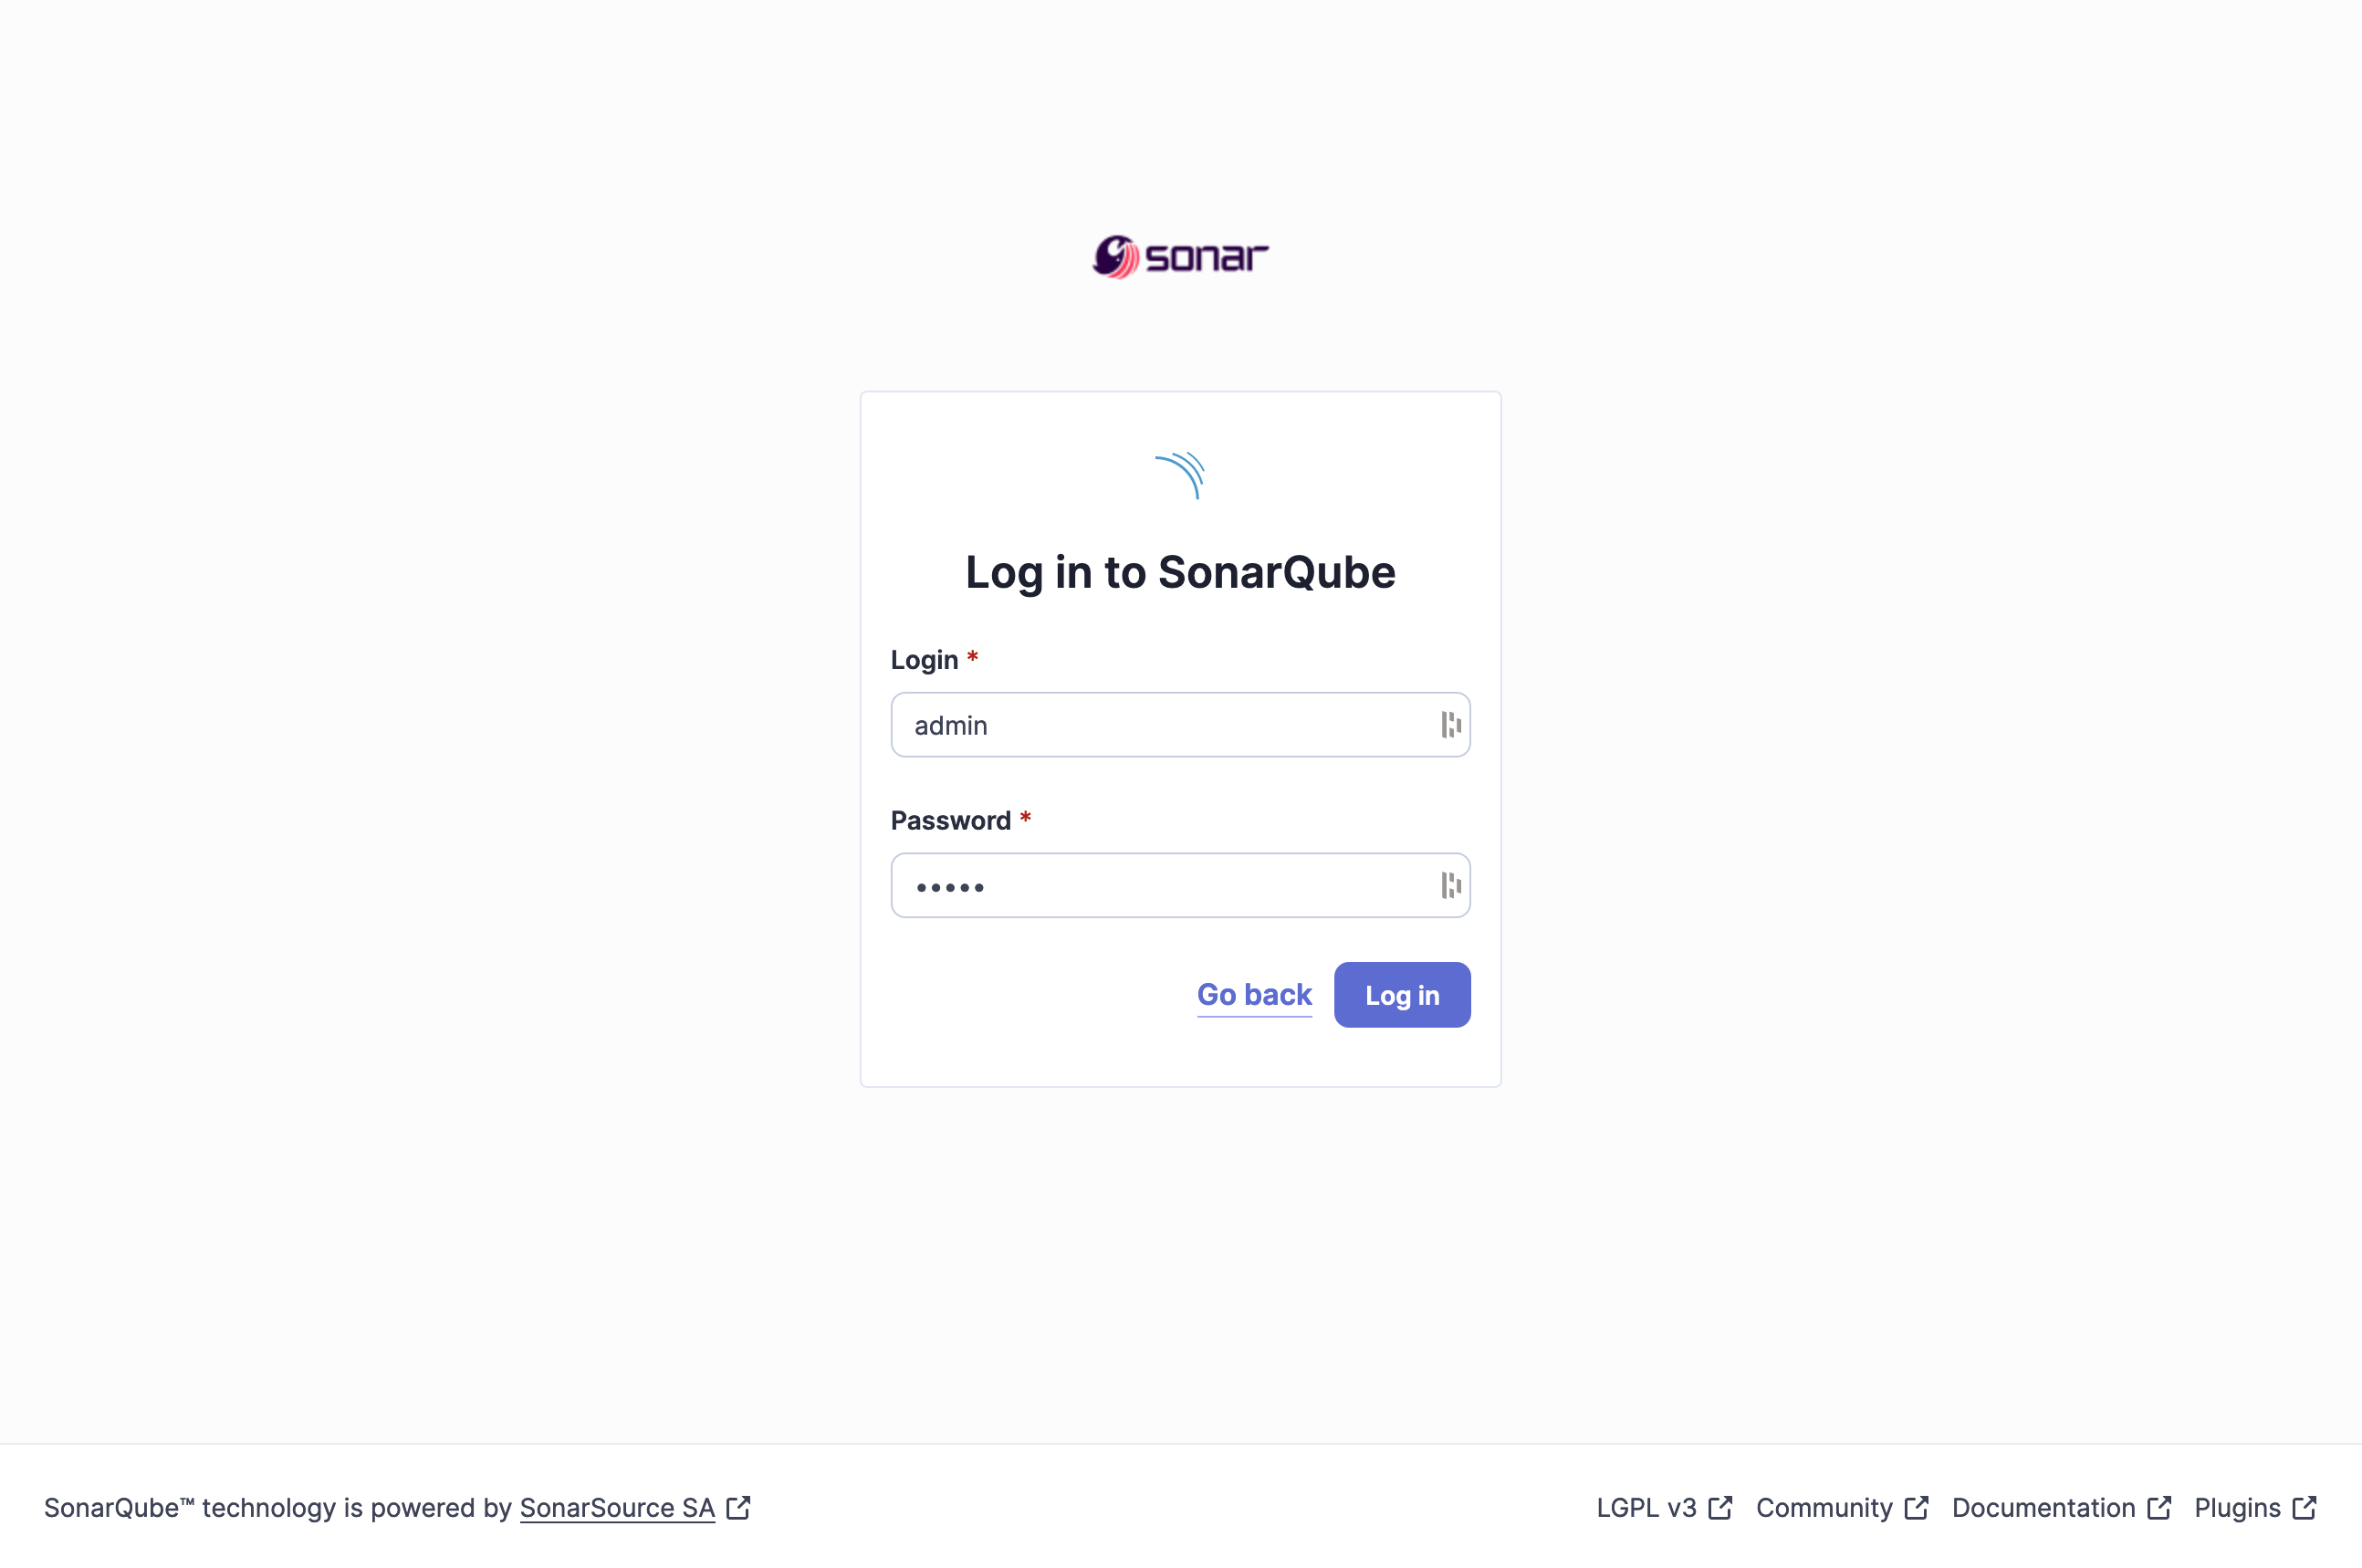 sonar
Log in to SonarQube
Login *
admin
Password *
•••••
Go back Log in
SonarQube™ technology is powered by SonarSource SA LGPL v3 Community Documentation Plugins